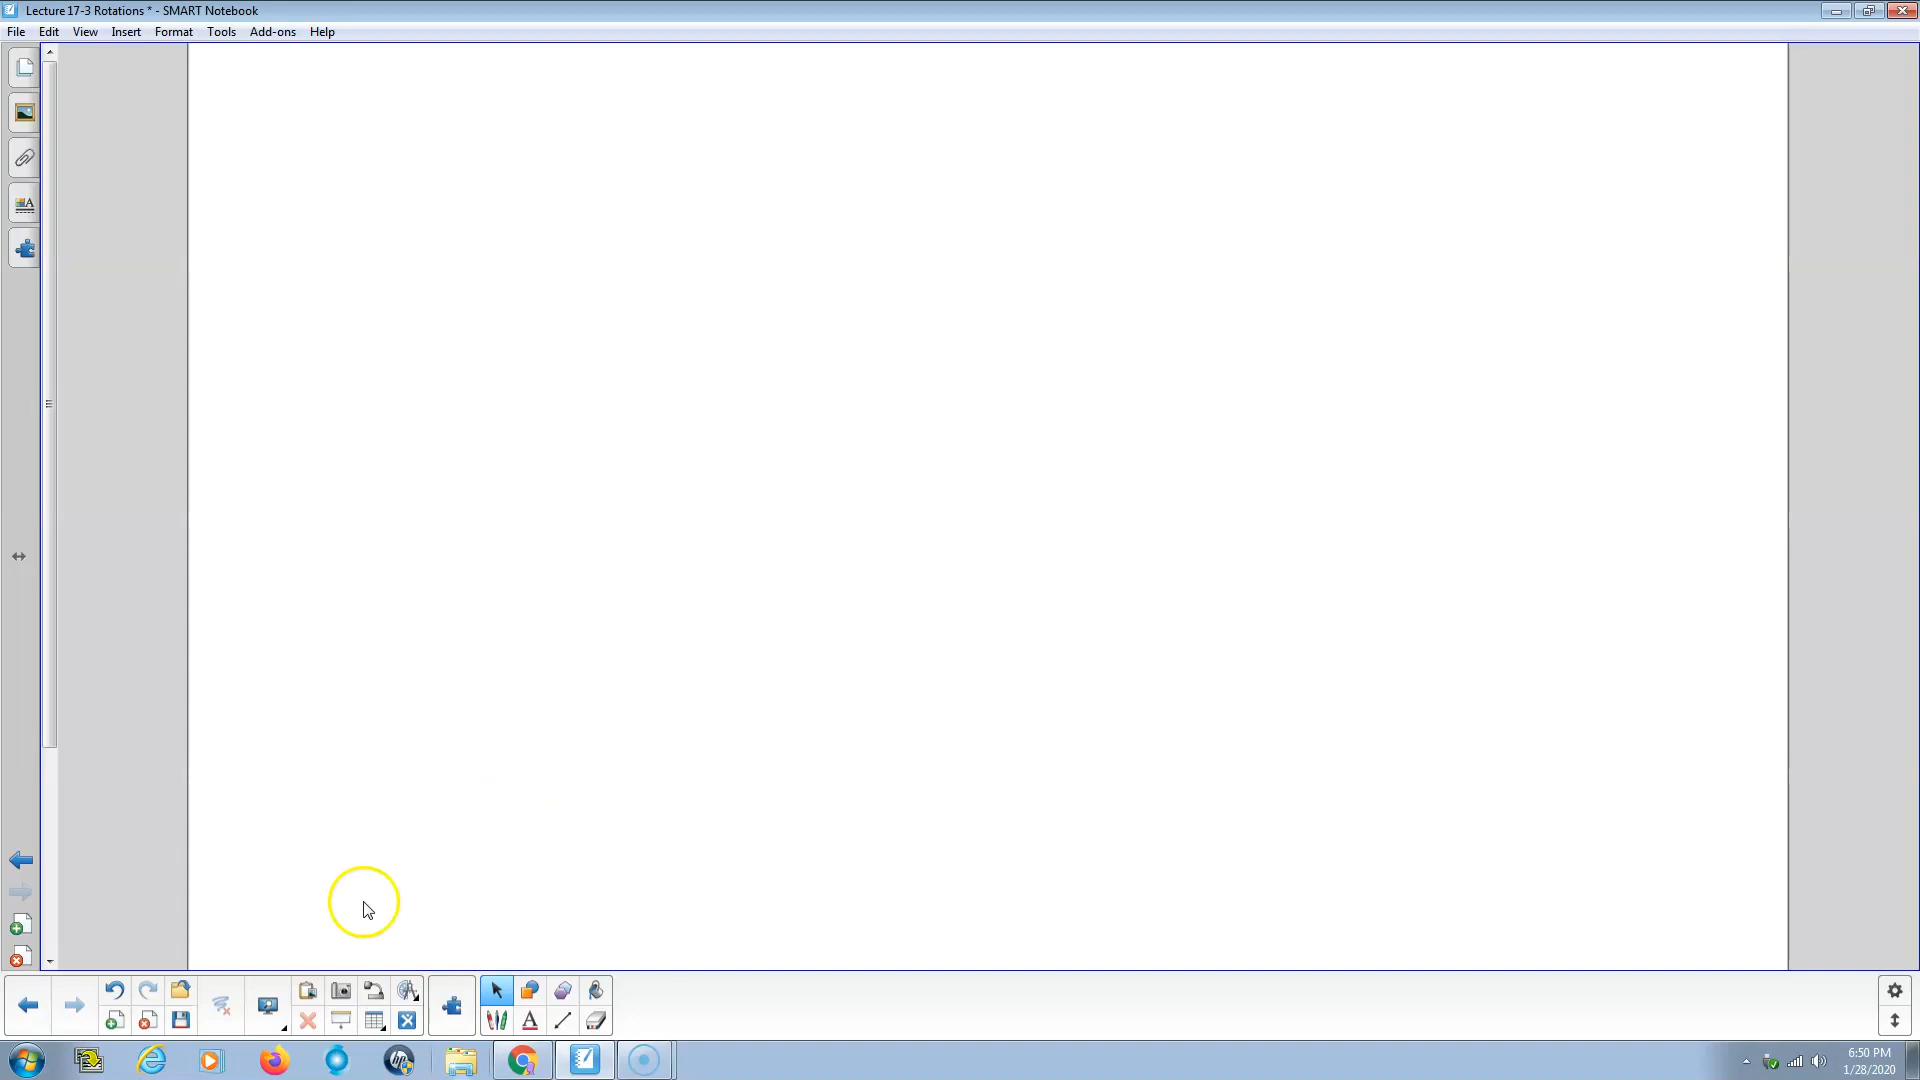 Lecture 17-3 Rotations * - SMART Notebook
File Edit View Insert Format Tools Add-ons Help
6:50 PM
1/28/2020